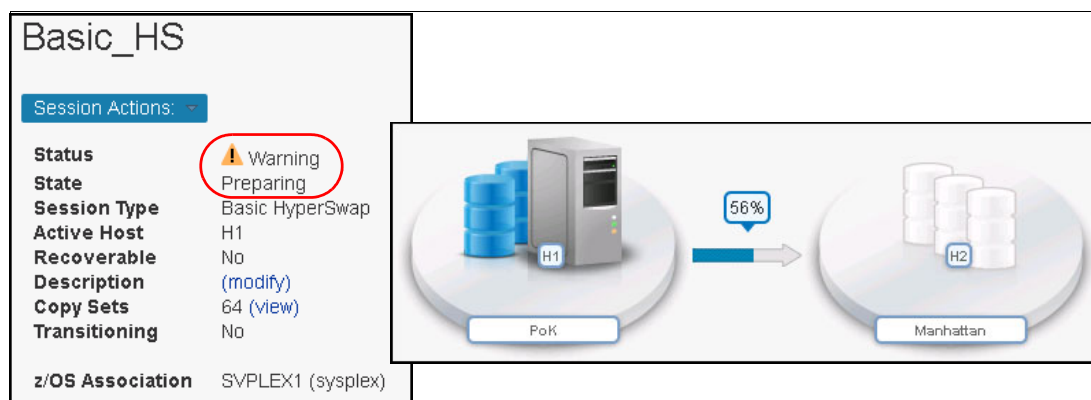 Basic_HS
Session Actions:
Status Warning
State Preparing
Session Type Basic HyperSwap
Active Host H1
Recoverable No
Description (modify)
Copy Sets 64 (view)
Transitioning No
z/OS Association SVPLEX1 (sysplex)
56%
H1
H2
PoK
Manhattan